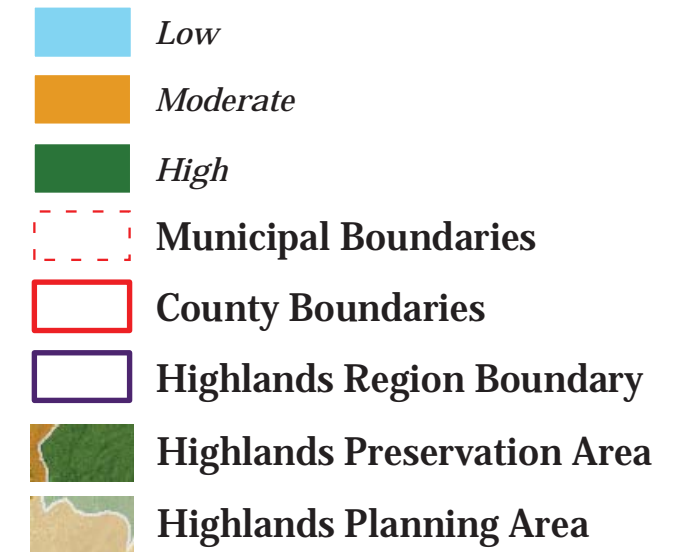 Low
Moderate
High
Municipal Boundaries
County Boundaries
Highlands Region Boundary
Highlands Preservation Area
Highlands Planning Area